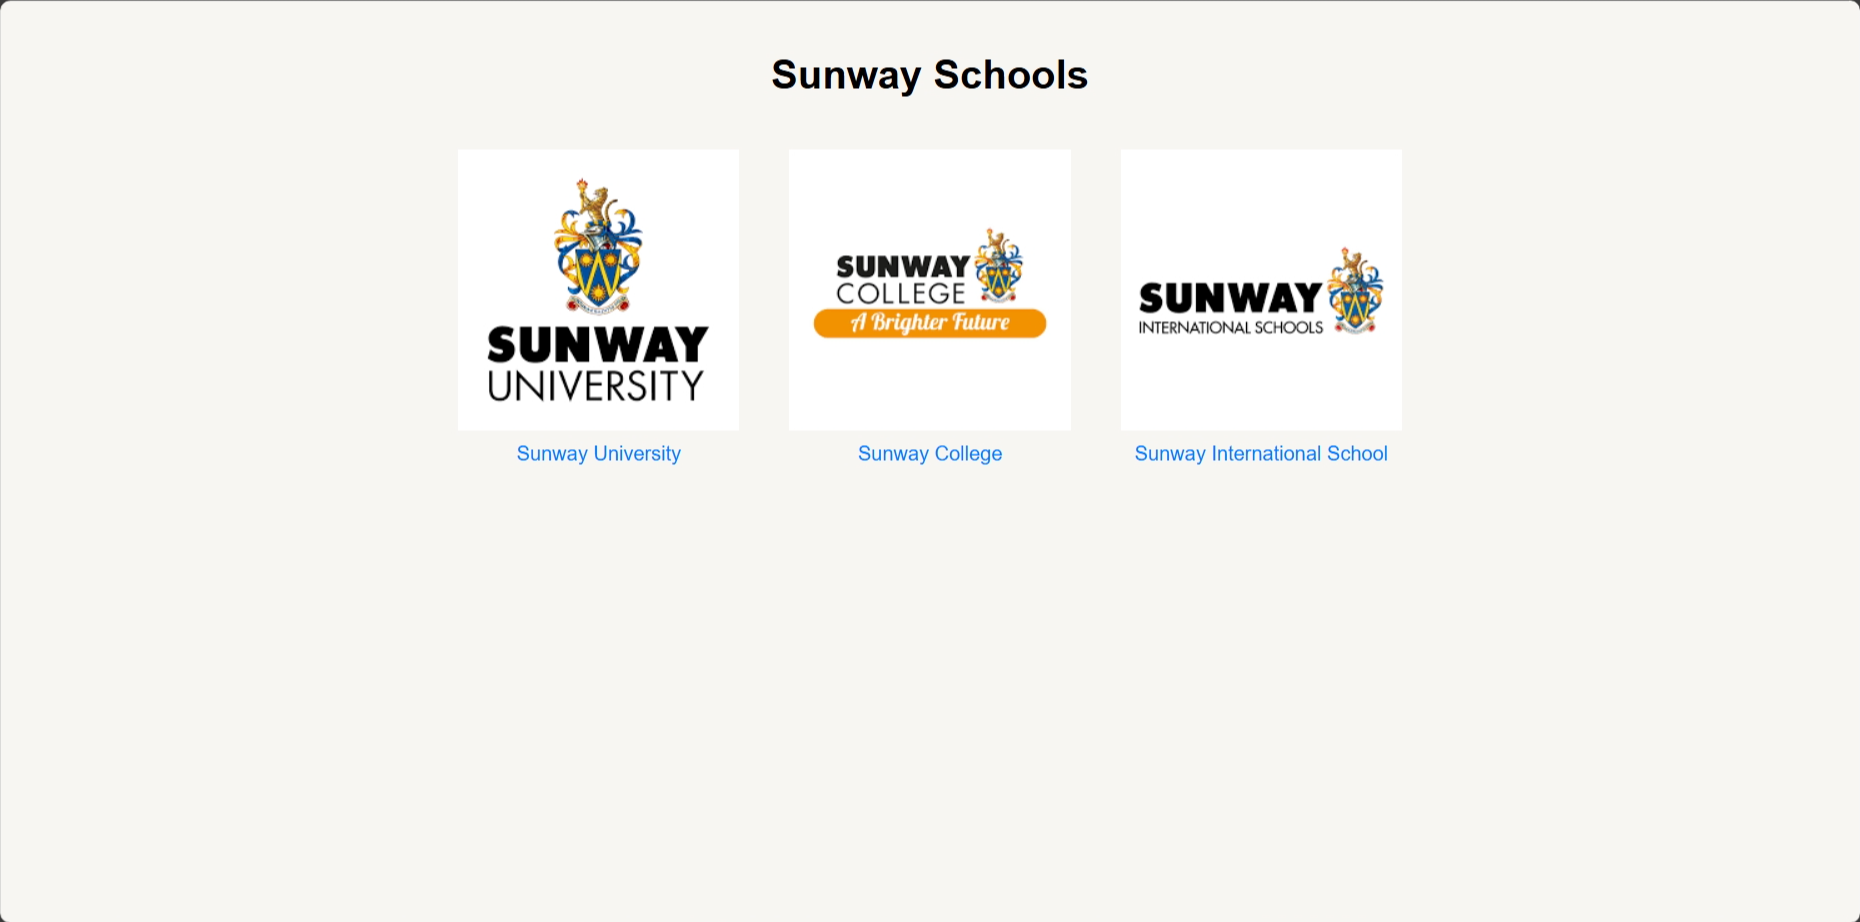 Sunway Schools
SUNWAY
UNIVERSITY
SUNWAY
COLLEGE
A Brighter Future
SUNWAY
INTERNATIONAL SCHOOLS
Sunway University
Sunway College
Sunway International School